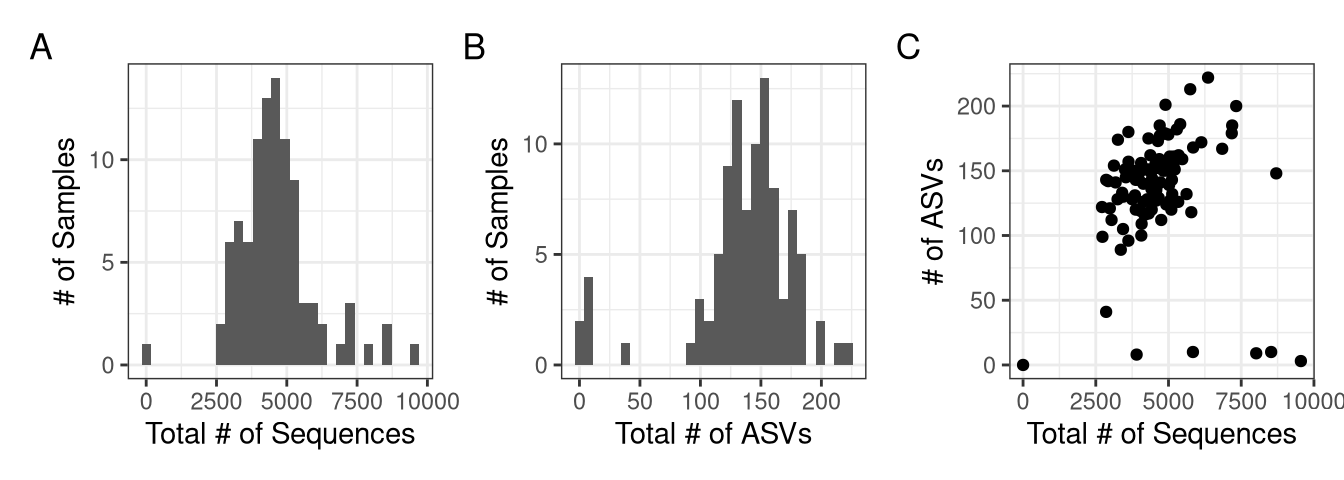 A
# of Samples
10
5
0
0 2500 5000 7500 10000
Total # of Sequences
B
# of Samples
10
5
0
0 50 100 150 200
Total # of ASVs
C
# of ASVs
200
150
100
50
0
0 2500 5000 7500 10000
Total # of Sequences